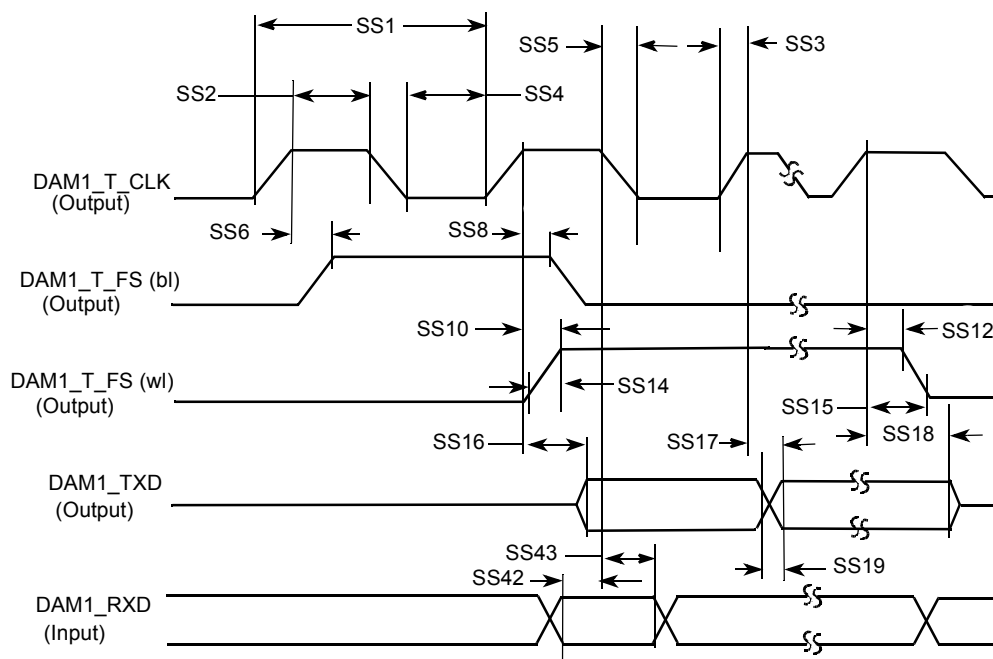 SS1
SS5
SS3
SS2
SS4
DAM1_T_CLK
(Output)
SS6
SS8
DAM1_T_FS (bl)
(Output)
SS10
SS12
SS14
DAM1_T_FS (wl)
(Output)
SS15
SS16
SS17
SS18
DAM1_TXD
(Output)
SS43
SS19
SS42
DAM1_RXD
(Input)